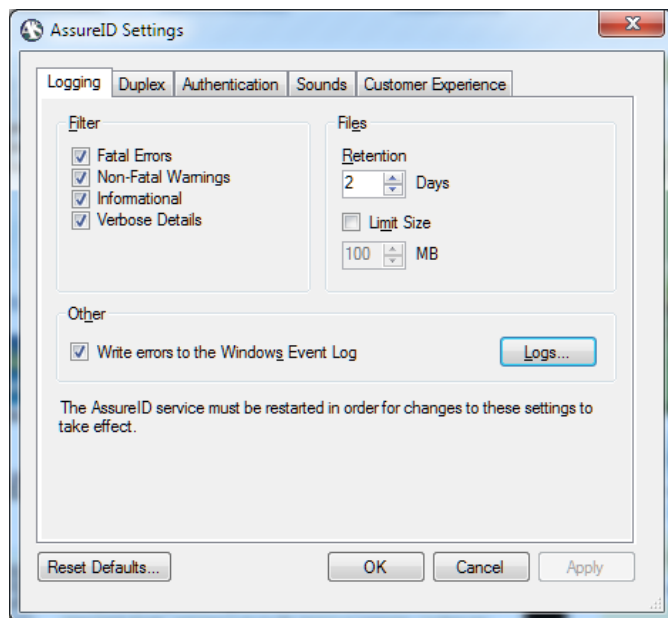 AssureID Settings
Logging Duplex Authentication Sounds Customer Experience
Filter
Fatal Errors
Non-Fatal Warnings
Informational
Verbose Details
Files
Retention
2 Days
Limit Size
100 MB
Other
Write errors to the Windows Event Log
Logs...
The AssureID service must be restarted in order for changes to these settings to
take effect.
Reset Defaults... OK Cancel Apply